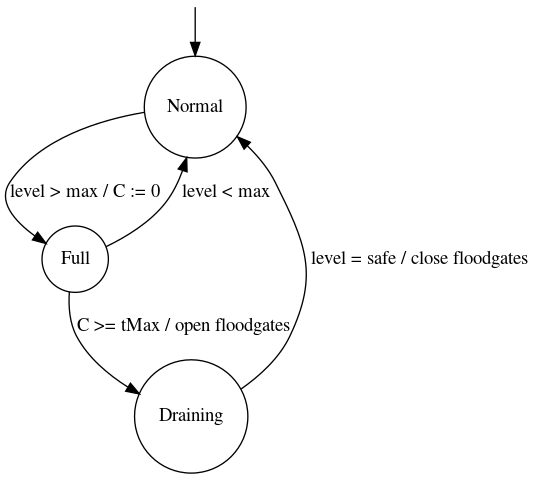 Normal
level > max / C := 0
level < max
Full
level = safe / close floodgates
C >= tMax / open floodgates
Draining